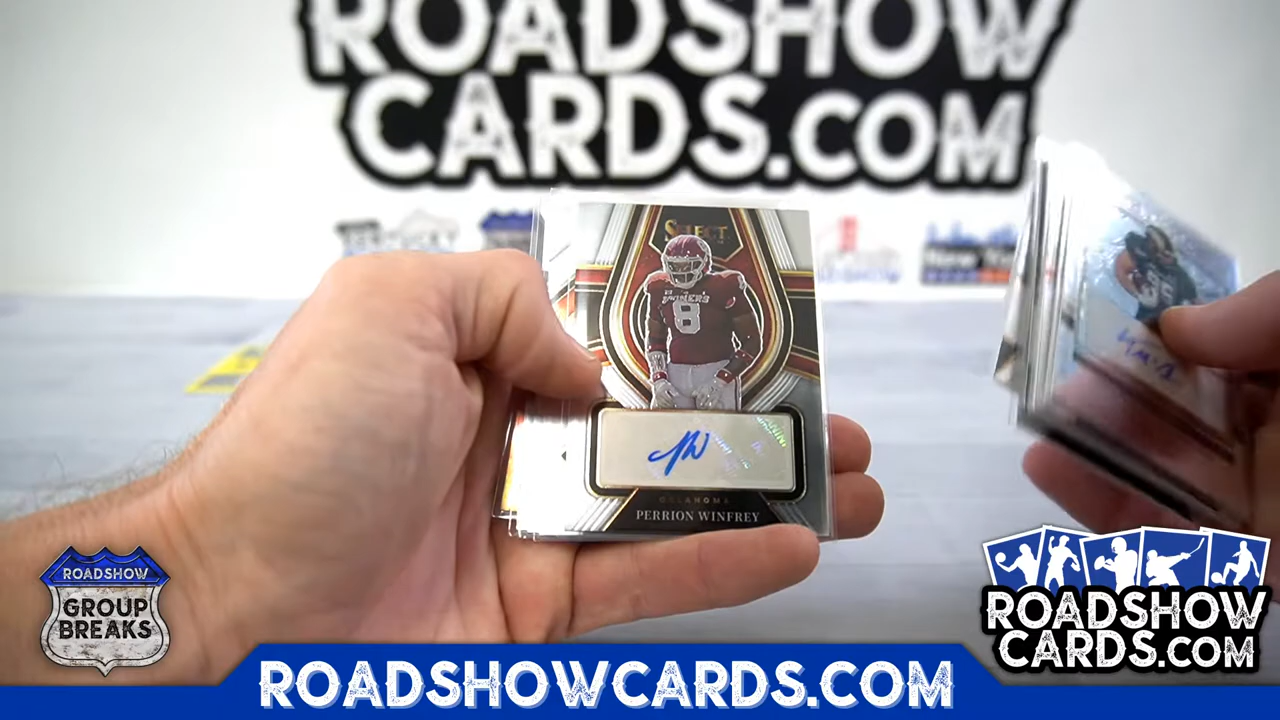 ROADSHOW
CARDS.COM
SELECT
SOONERS
8
OKLAHOMA
PERRION WINFREY
ROADSHOW
GROUP
BREAKS
ROADSHOW
CARDS.COM
ROADSHOWCARDS.COM